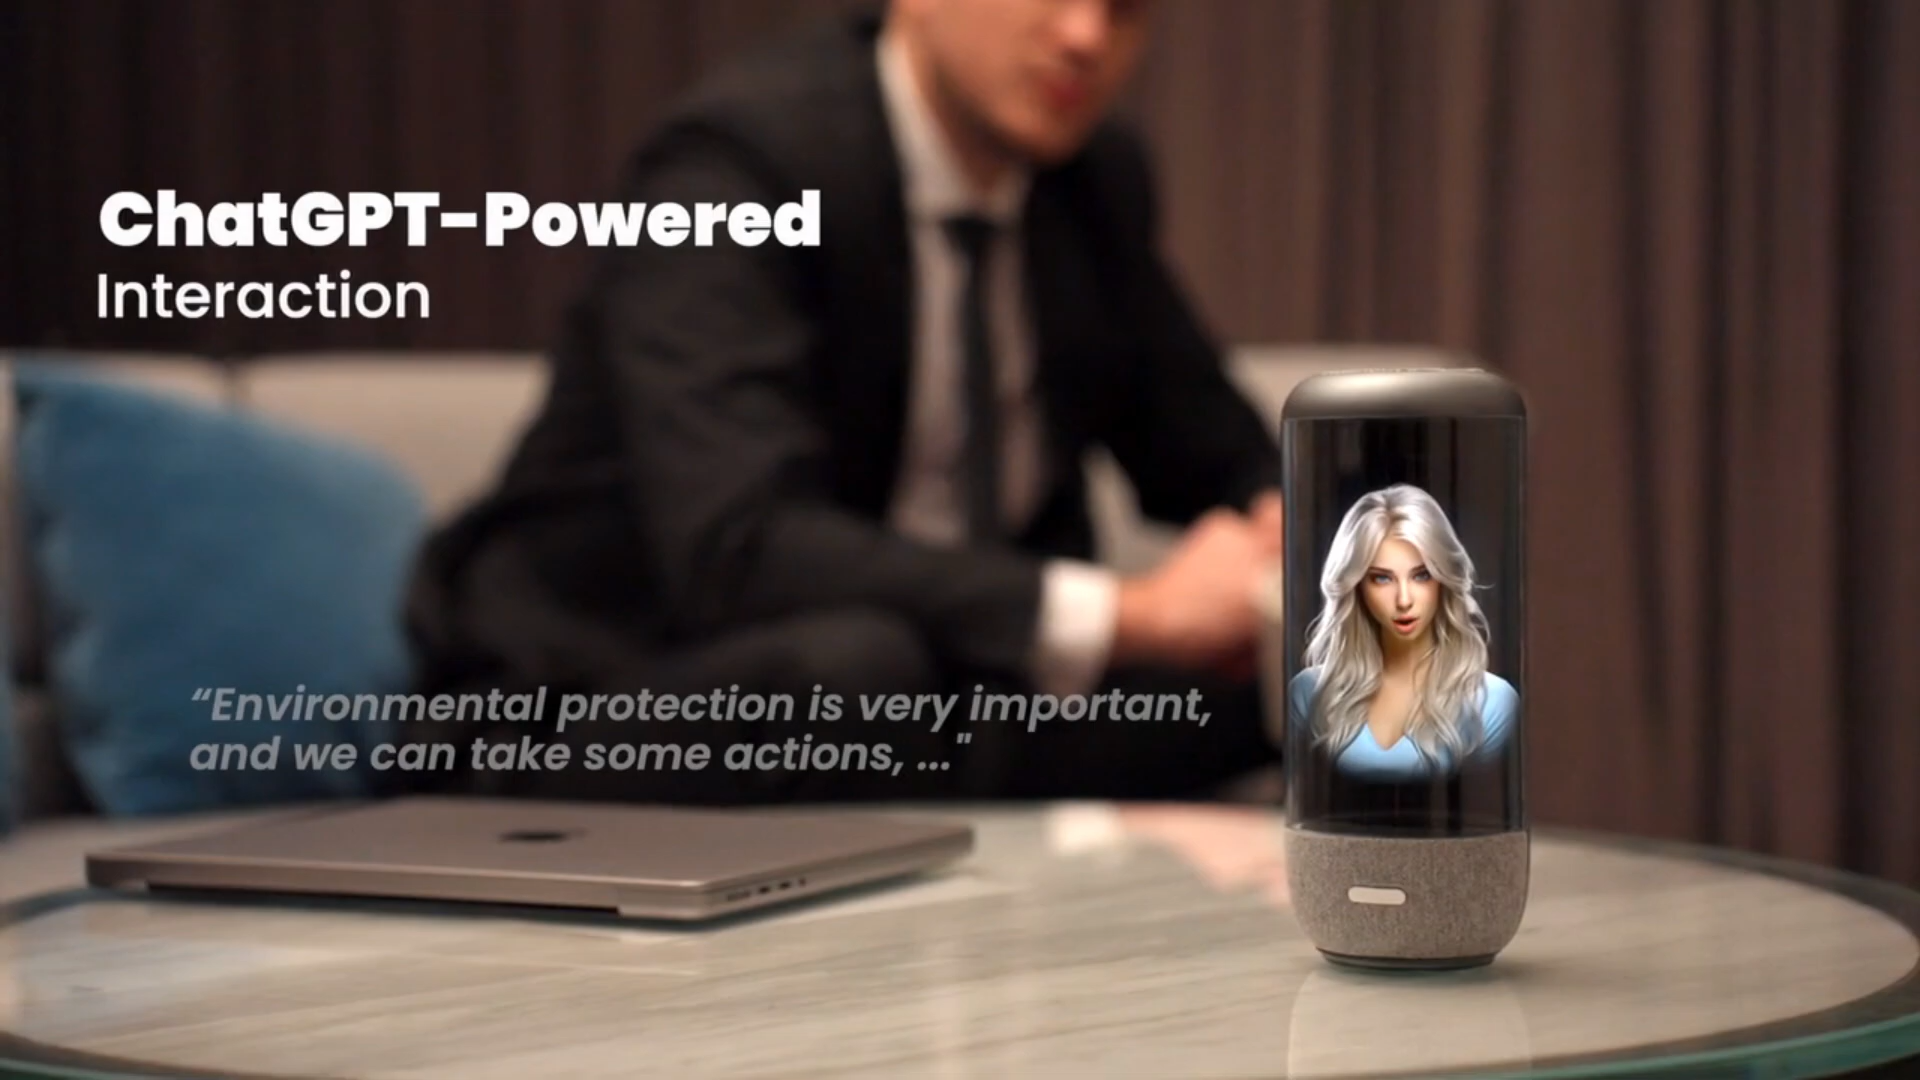 ChatGPT-Powered
Interaction
“Environmental protection is very important,
and we can take some actions, ..."